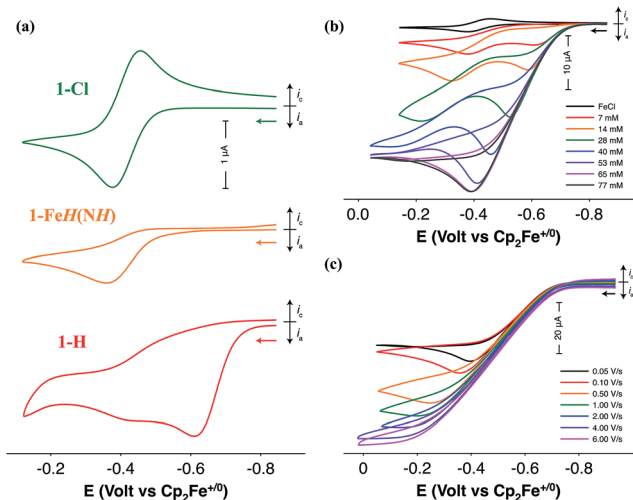 (a)
1-Cl
i_c
i_a
1 μA
1-FeH(NH)
i_c
i_a
1-H
i_c
i_a
-0.2 -0.4 -0.6 -0.8
E (Volt vs Cp₂Fe⁺/⁰)
(b)
i_c
i_a
10 μA
FeCl
7 mM
14 mM
28 mM
40 mM
53 mM
65 mM
77 mM
0.0 -0.2 -0.4 -0.6 -0.8
E (Volt vs Cp₂Fe⁺/⁰)
(c)
i_c
i_a
20 μA
0.05 V/s
0.10 V/s
0.50 V/s
1.00 V/s
2.00 V/s
4.00 V/s
6.00 V/s
0 -0.2 -0.4 -0.6 -0.8
E (Volt vs Cp₂Fe⁺/⁰)